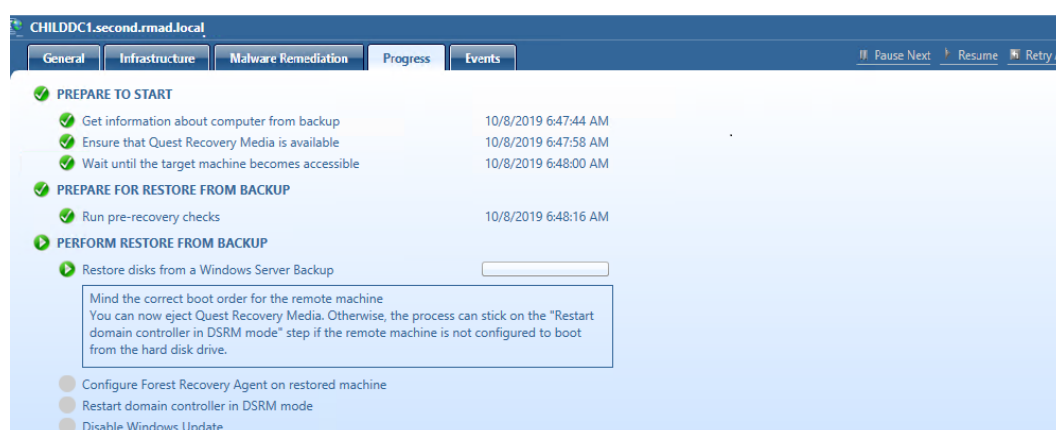 CHILDDC1.second.rmad.local
General Infrastructure Malware Remediation Progress Events Pause Next Resume Retry
PREPARE TO START
Get information about computer from backup 10/8/2019 6:47:44 AM
Ensure that Quest Recovery Media is available 10/8/2019 6:47:58 AM
Wait until the target machine becomes accessible 10/8/2019 6:48:00 AM
PREPARE FOR RESTORE FROM BACKUP
Run pre-recovery checks 10/8/2019 6:48:16 AM
PERFORM RESTORE FROM BACKUP
Restore disks from a Windows Server Backup
Mind the correct boot order for the remote machine
You can now eject Quest Recovery Media. Otherwise, the process can stick on the "Restart
domain controller in DSRM mode" step if the remote machine is not configured to boot
from the hard disk drive.
Configure Forest Recovery Agent on restored machine
Restart domain controller in DSRM mode
Disable Windows Update